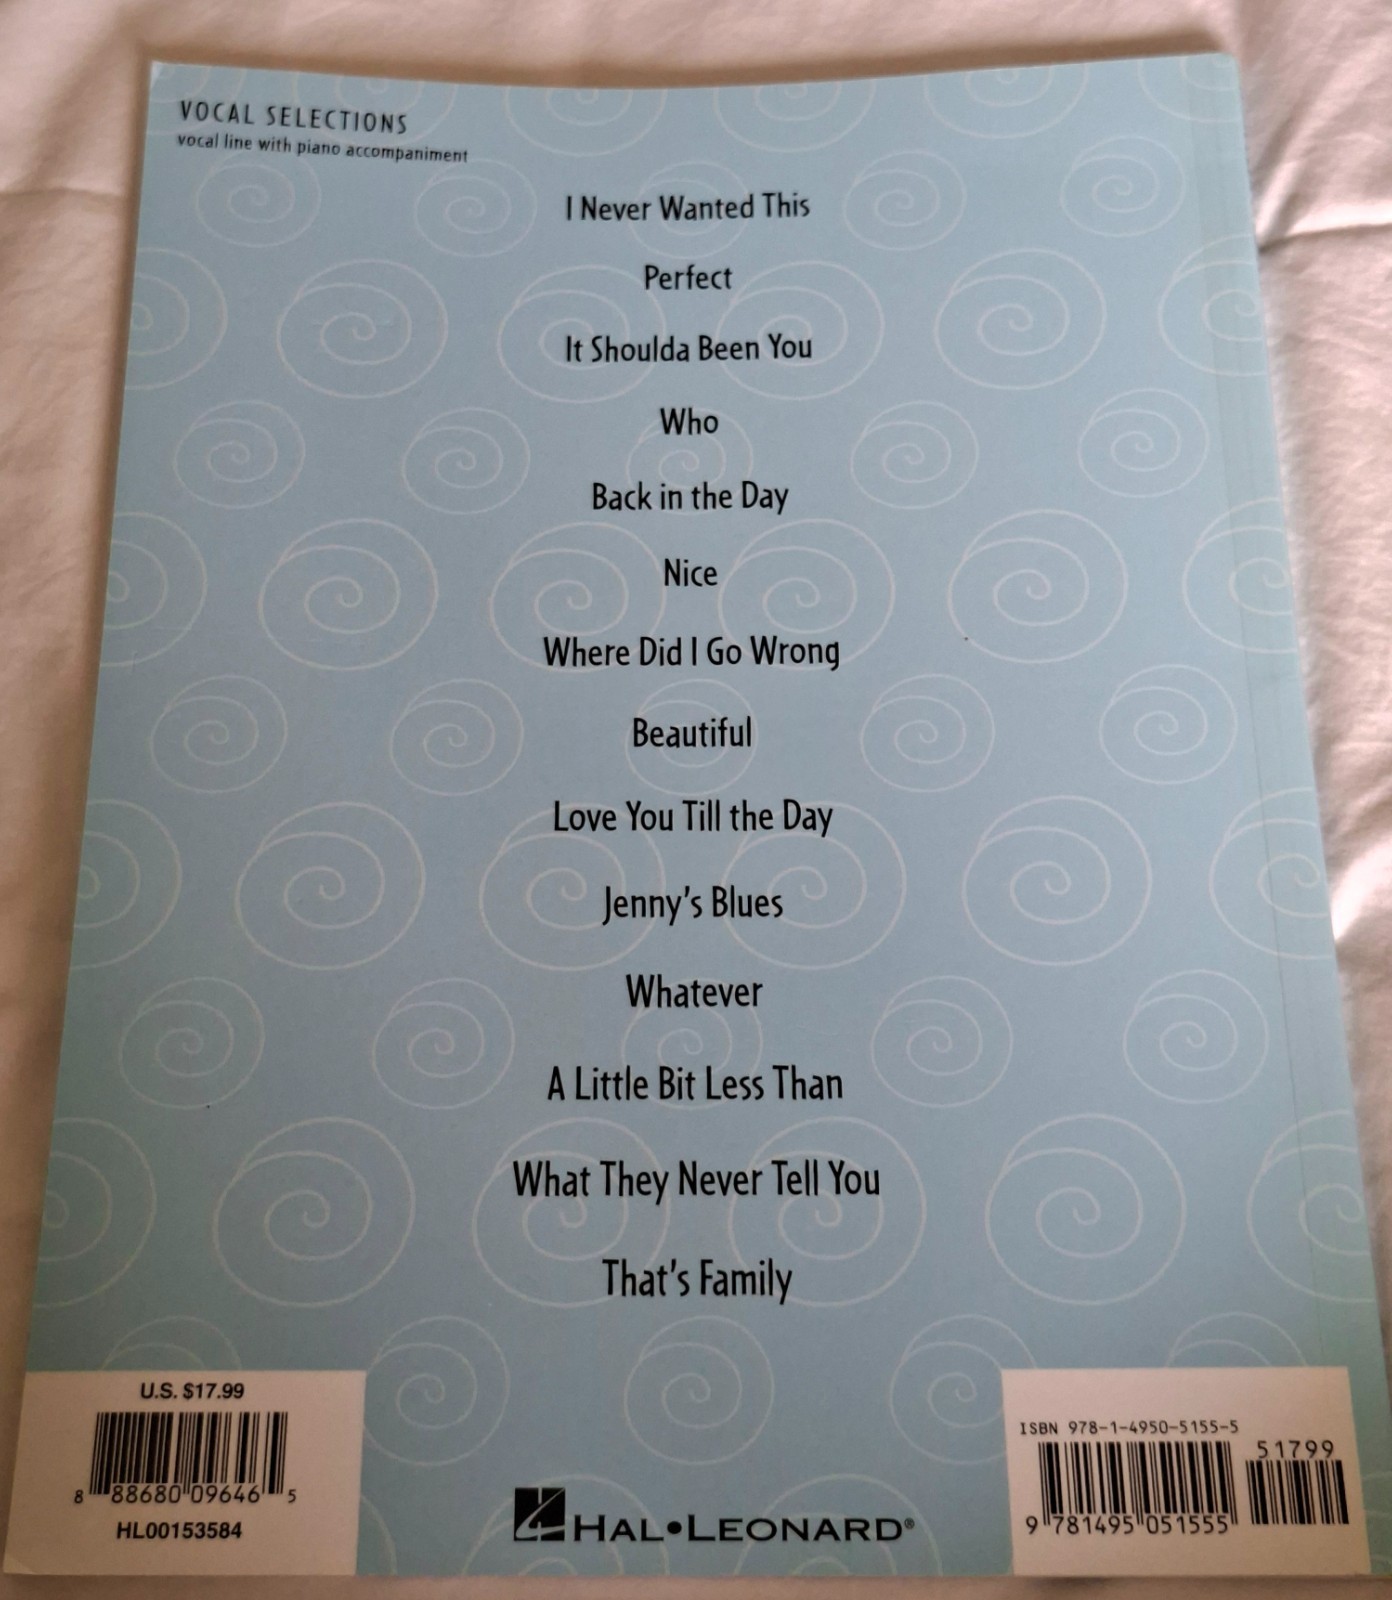 VOCAL SELECTIONS
vocal line with piano accompaniment
I Never Wanted This
Perfect
It Shoulda Been You
Who
Back in the Day
Nice
Where Did I Go Wrong
Beautiful
Love You Till the Day
Jenny's Blues
Whatever
A Little Bit Less Than
What They Never Tell You
That's Family
U.S. $17.99
8 88680 09646 5
HL00153584
HAL•LEONARD®
ISBN 978-1-4950-5155-5
51799
9 781495 051555